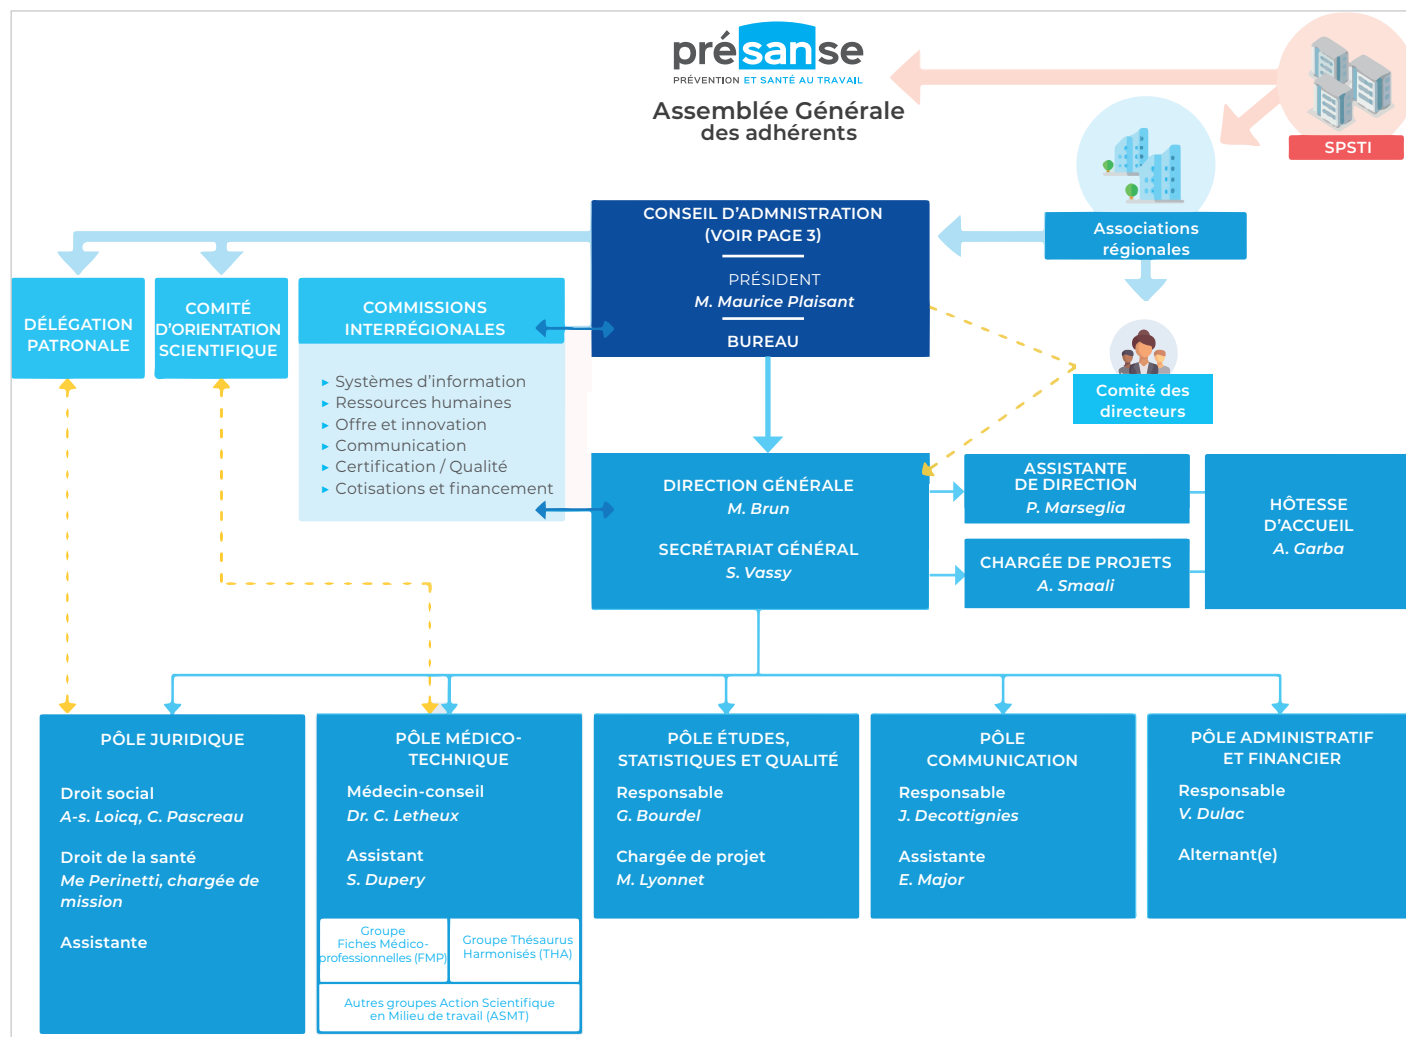 présanse
PRÉVENTION ET SANTÉ AU TRAVAIL
Assemblée Générale
des adhérents
SPSTI
Associations
régionales
CONSEIL D'ADMNISTRATION
(VOIR PAGE 3)
PRÉSIDENT
M. Maurice Plaisant
BUREAU
DÉLÉGATION
PATRONALE
COMITÉ
D'ORIENTATION
SCIENTIFIQUE
COMMISSIONS
INTERRÉGIONALES
▸ Systèmes d'information
▸ Ressources humaines
▸ Offre et innovation
▸ Communication
▸ Certification / Qualité
▸ Cotisations et financement
Comité des
directeurs
DIRECTION GÉNÉRALE
M. Brun
SECRÉTARIAT GÉNÉRAL
S. Vassy
ASSISTANTE
DE DIRECTION
P. Marseglia
CHARGÉE DE PROJETS
A. Smaali
HÔTESSE
D'ACCUEIL
A. Garba
PÔLE JURIDIQUE
Droit social
A-s. Loicq, C. Pascreau
Droit de la santé
Me Perinetti, chargée de
mission
Assistante
PÔLE MÉDICO-
TECHNIQUE
Médecin-conseil
Dr. C. Letheux
Assistant
S. Dupery
Groupe
Fiches Médico-
professionnelles (FMP)
Groupe Thésaurus
Harmonisés (THA)
Autres groupes Action Scientifique
en Milieu de travail (ASMT)
PÔLE ÉTUDES,
STATISTIQUES ET QUALITÉ
Responsable
G. Bourdel
Chargée de projet
M. Lyonnet
PÔLE
COMMUNICATION
Responsable
J. Decottignies
Assistante
E. Major
PÔLE ADMINISTRATIF
ET FINANCIER
Responsable
V. Dulac
Alternant(e)